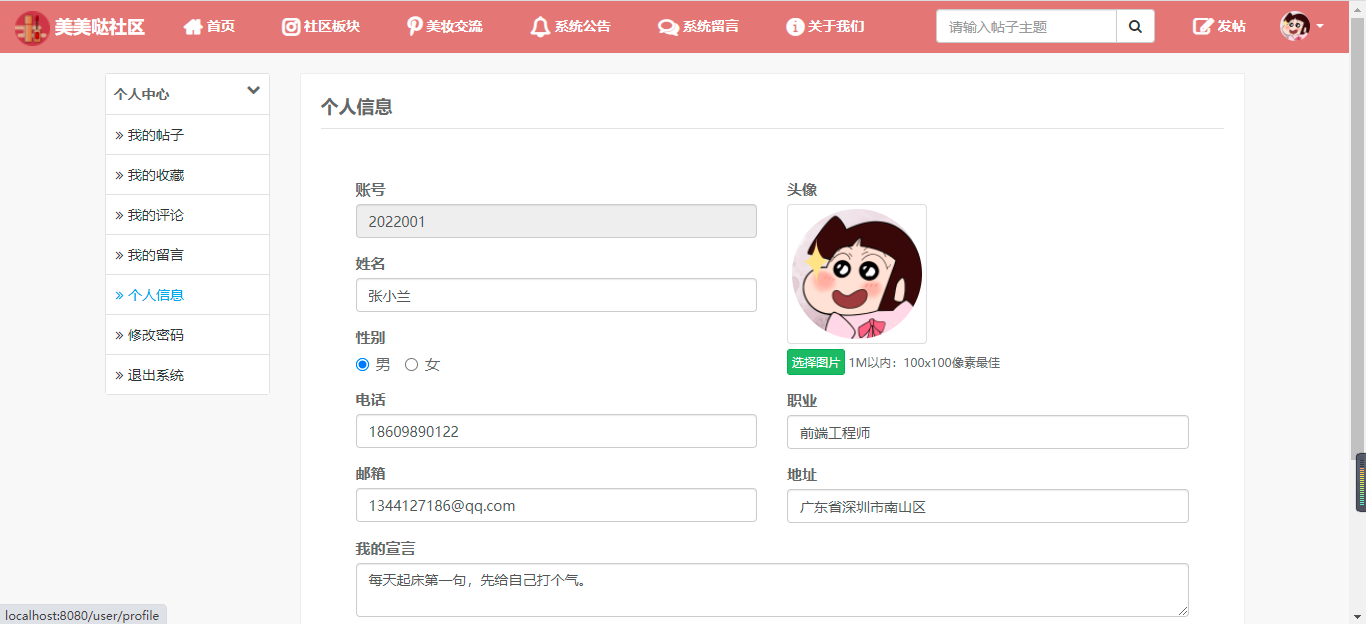 美美哒社区 首页 社区板块 美妆交流 系统公告 系统留言 关于我们 请输入帖子主题 发帖
个人中心
» 我的帖子
» 我的收藏
» 我的评论
» 我的留言
» 个人信息
» 修改密码
» 退出系统
个人信息
账号
2022001
姓名
张小兰
性别
男 女
电话
18609890122
邮箱
1344127186@qq.com
头像
选择图片 1M以内：100x100像素最佳
职业
前端工程师
地址
广东省深圳市南山区
我的宣言
每天起床第一句，先给自己打个气。
localhost:8080/user/profile